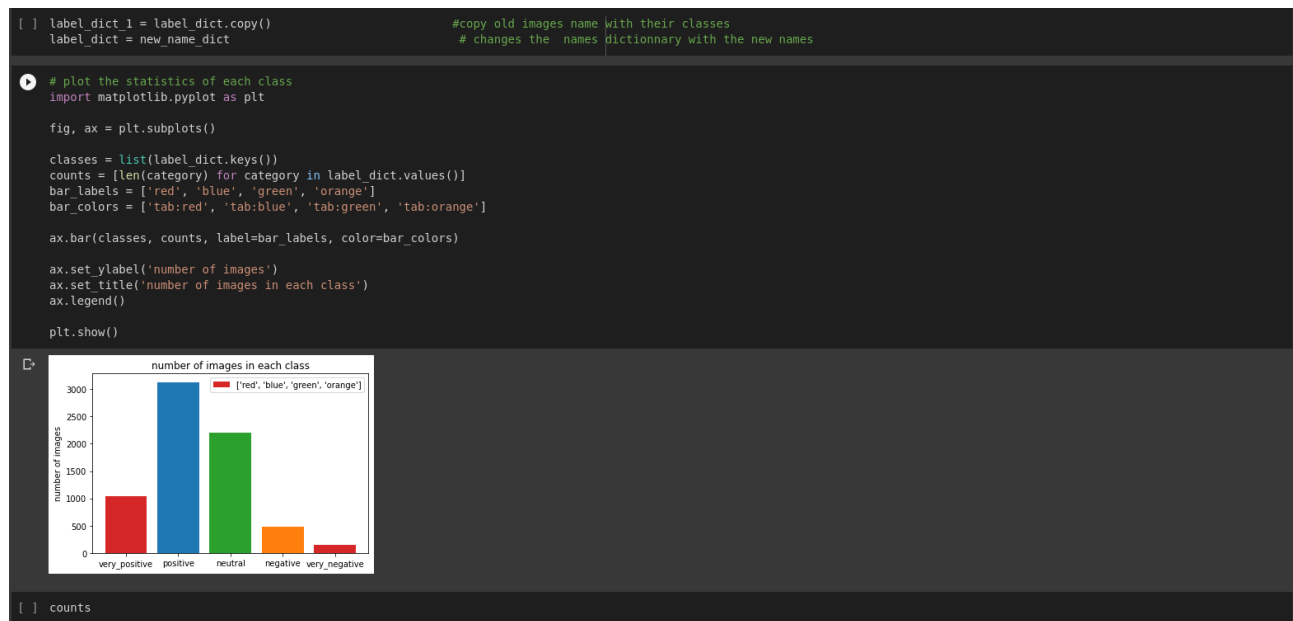 [ ] label_dict_1 = label_dict.copy() #copy old images name with their classes
label_dict = new_name_dict # changes the names dictionnary with the new names
# plot the statistics of each class
import matplotlib.pyplot as plt
fig, ax = plt.subplots()
classes = list(label_dict.keys())
counts = [len(category) for category in label_dict.values()]
bar_labels = ['red', 'blue', 'green', 'orange']
bar_colors = ['tab:red', 'tab:blue', 'tab:green', 'tab:orange']
ax.bar(classes, counts, label=bar_labels, color=bar_colors)
ax.set_ylabel('number of images')
ax.set_title('number of images in each class')
ax.legend()
plt.show()
number of images in each class
['red', 'blue', 'green', 'orange']
number of images
3000
2500
2000
1500
1000
500
0
very_positive positive neutral negative very_negative
[ ] counts